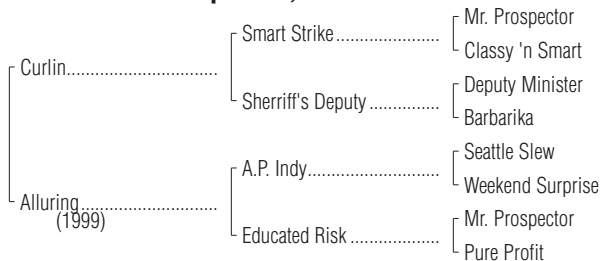 Mr. Prospector
Smart Strike....................
Classy 'n Smart
Curlin.............................
Deputy Minister
Sherriff's Deputy ..............
Barbarika
Seattle Slew
A.P. Indy.........................
Weekend Surprise
Alluring..........................
(1999)
Mr. Prospector
Educated Risk .................
Pure Profit